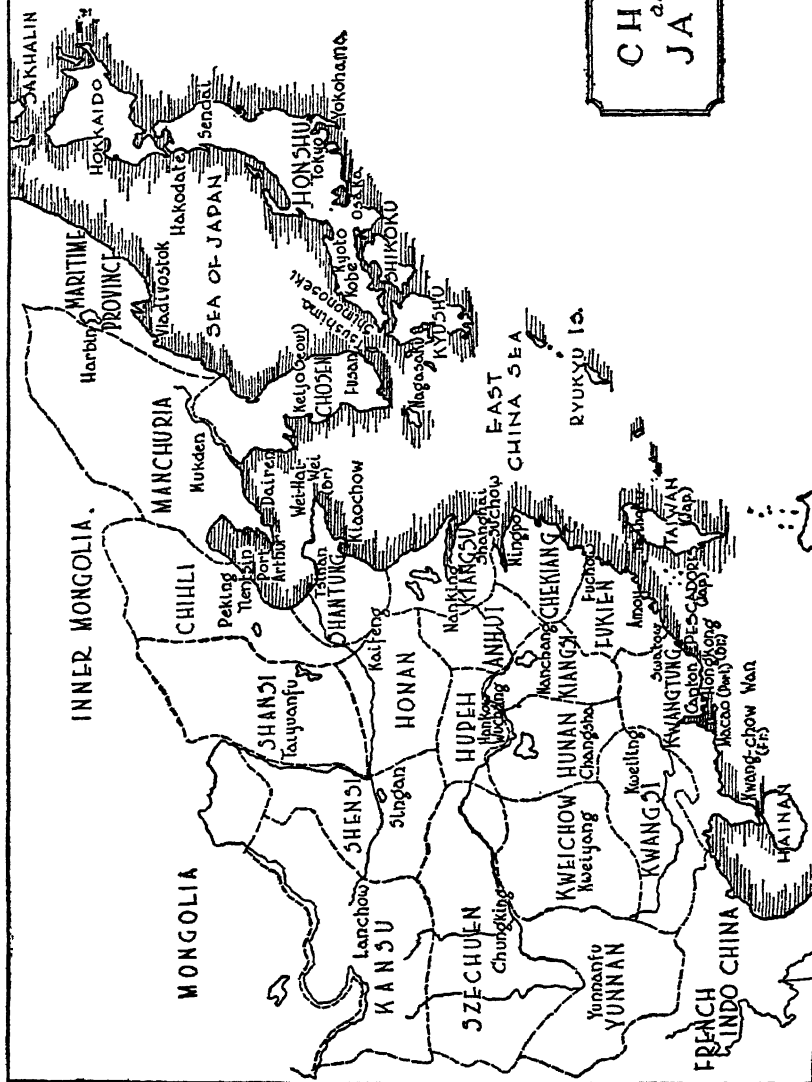 SAKHALIN
HOKKAIDO
Hakodate
Sendai
HONSHU
Tokyo
Yokohama
MARITIME
PROVINCE
Harbin
Vladivostok
SEA OF JAPAN
Kyoto
Kobe
Osaka
SHIKOKU
Shimonoseki
Tsushima
KYUSHU
Nagasaki
INNER MONGOLIA.
MANCHURIA
Mukden
Keijo (Seoul)
CHOSEN
Fusan
Dairen
Port
Arthur
Wei-Hai-
Wei
(Br)
Kiaochow
CHIHLI
Peking
Tientsin
Tsinan
SHANTUNG
EAST
CHINA SEA
RYUKYU Is.
MONGOLIA
SHANSI
Taiyuanfu
Kaifeng
HONAN
Nanking
KIANGSU
Shanghai
Suchow
Ningpo
ANHUI
CHEKIANG
SHENSI
Singan
HUPEH
Hankow
Wuchang
Nanchang
KIANGSI
Fuchow
FUKIEN
Amoy
TAIWAN
(Jap)
PESCADORES
(Jap)
Lanchow
KANSU
SZECHUEN
Chungking
HUNAN
Changsha
KWEICHOW
Kweiyang
Kweiling
KWANGSI
KWANGTUNG
Swatow
Canton
Hongkong
(Br)
Macao (Port)
Kwang-chow Wan
(Fr)
HAINAN
Yunnanfu
YUNNAN
FRENCH
INDO CHINA
CH
JA